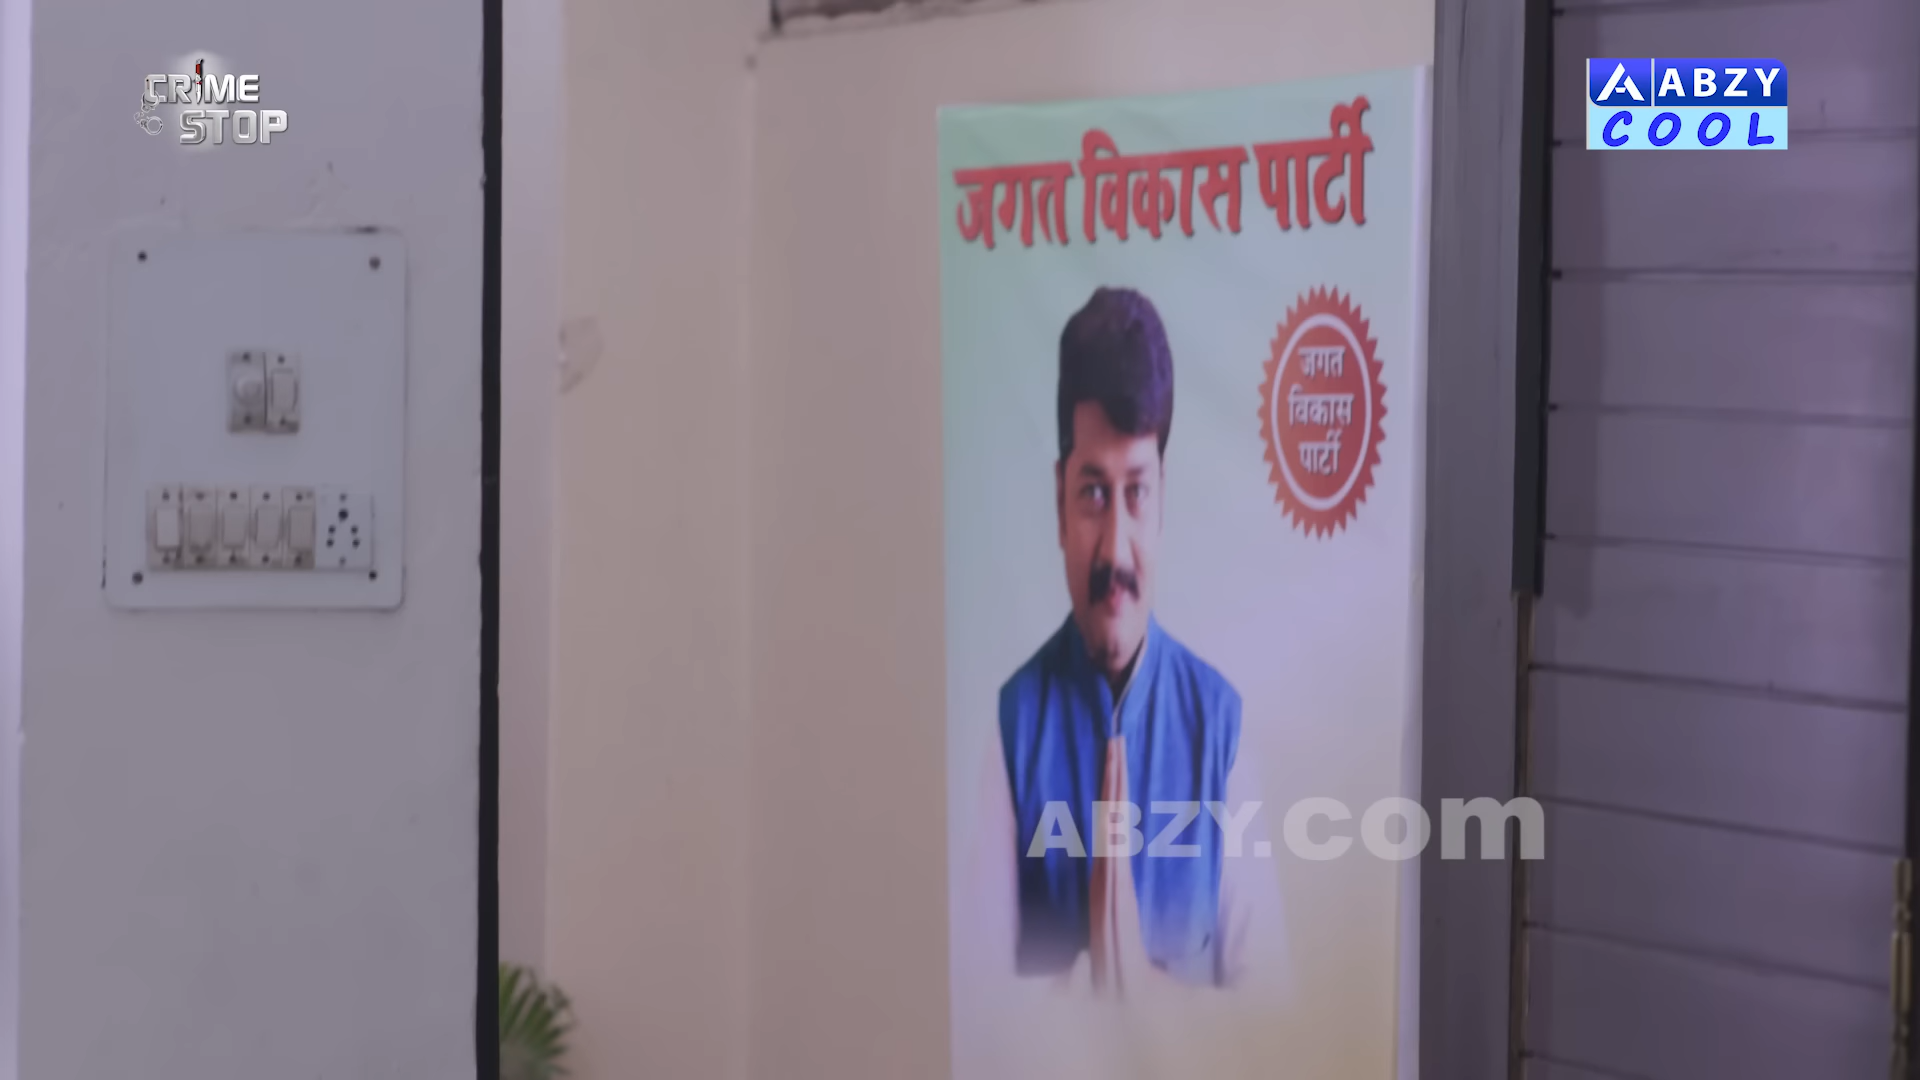 CRIME
STOP
ABZY
COOL
जगत विकास पार्टी
जगत
विकास
पार्टी
ABZY.com